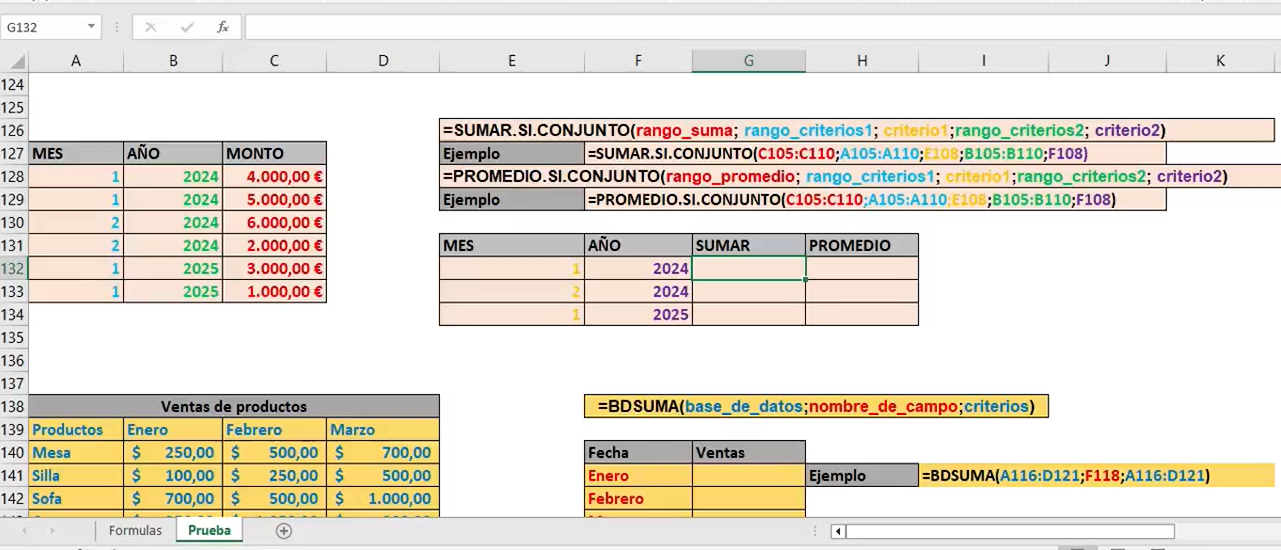 G132
fx
A B C D E F G H I J K
124
125
126 =SUMAR.SI.CONJUNTO(rango_suma; rango_criterios1; criterio1;rango_criterios2; criterio2)
127 MES AÑO MONTO Ejemplo =SUMAR.SI.CONJUNTO(C105:C110;A105:A110;E108;B105:B110;F108)
128 1 2024 4.000,00 € =PROMEDIO.SI.CONJUNTO(rango_promedio; rango_criterios1; criterio1;rango_criterios2; criterio2)
129 1 2024 5.000,00 € Ejemplo =PROMEDIO.SI.CONJUNTO(C105:C110;A105:A110;E108;B105:B110;F108)
130 2 2024 6.000,00 €
131 2 2024 2.000,00 € MES AÑO SUMAR PROMEDIO
132 1 2025 3.000,00 € 1 2024
133 1 2025 1.000,00 € 2 2024
134 1 2025
135
136
137
138 Ventas de productos =BDSUMA(base_de_datos;nombre_de_campo;criterios)
139 Productos Enero Febrero Marzo
140 Mesa $ 250,00 $ 500,00 $ 700,00 Fecha Ventas
141 Silla $ 100,00 $ 250,00 $ 500,00 Enero Ejemplo =BDSUMA(A116:D121;F118;A116:D121)
142 Sofa $ 700,00 $ 500,00 $ 1.000,00 Febrero
Formulas Prueba